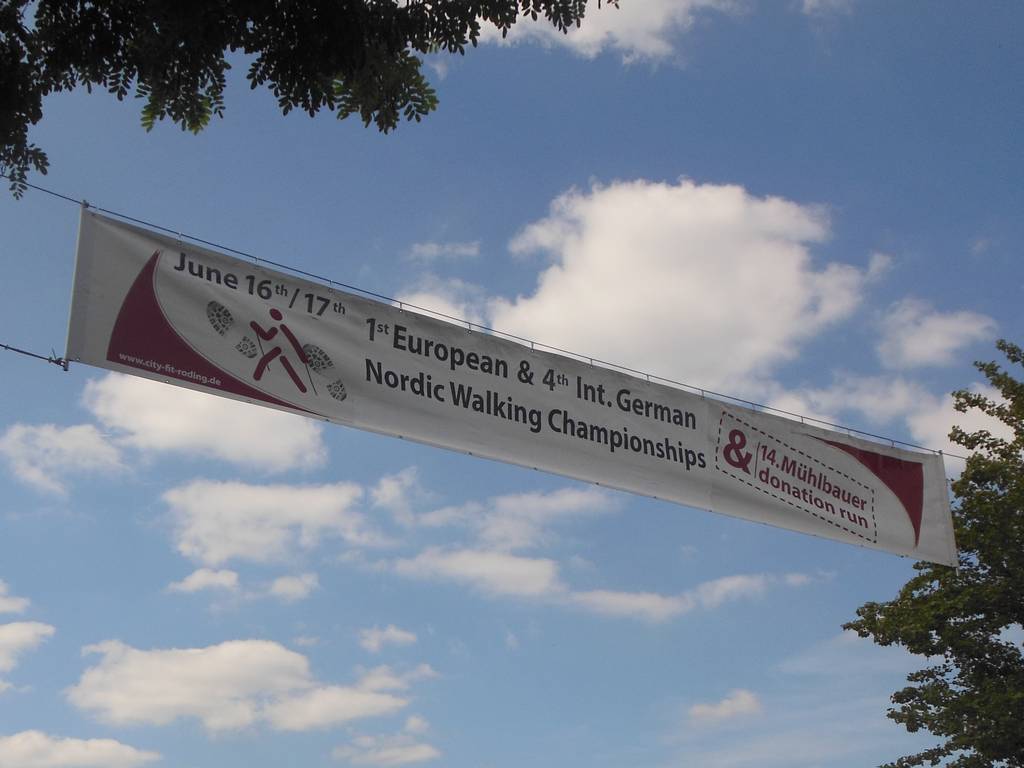 June 16th/17th
www.city-fit-roding.de
1st European & 4th Int. German
Nordic Walking Championships
& 14. Mühlbauer
donation run